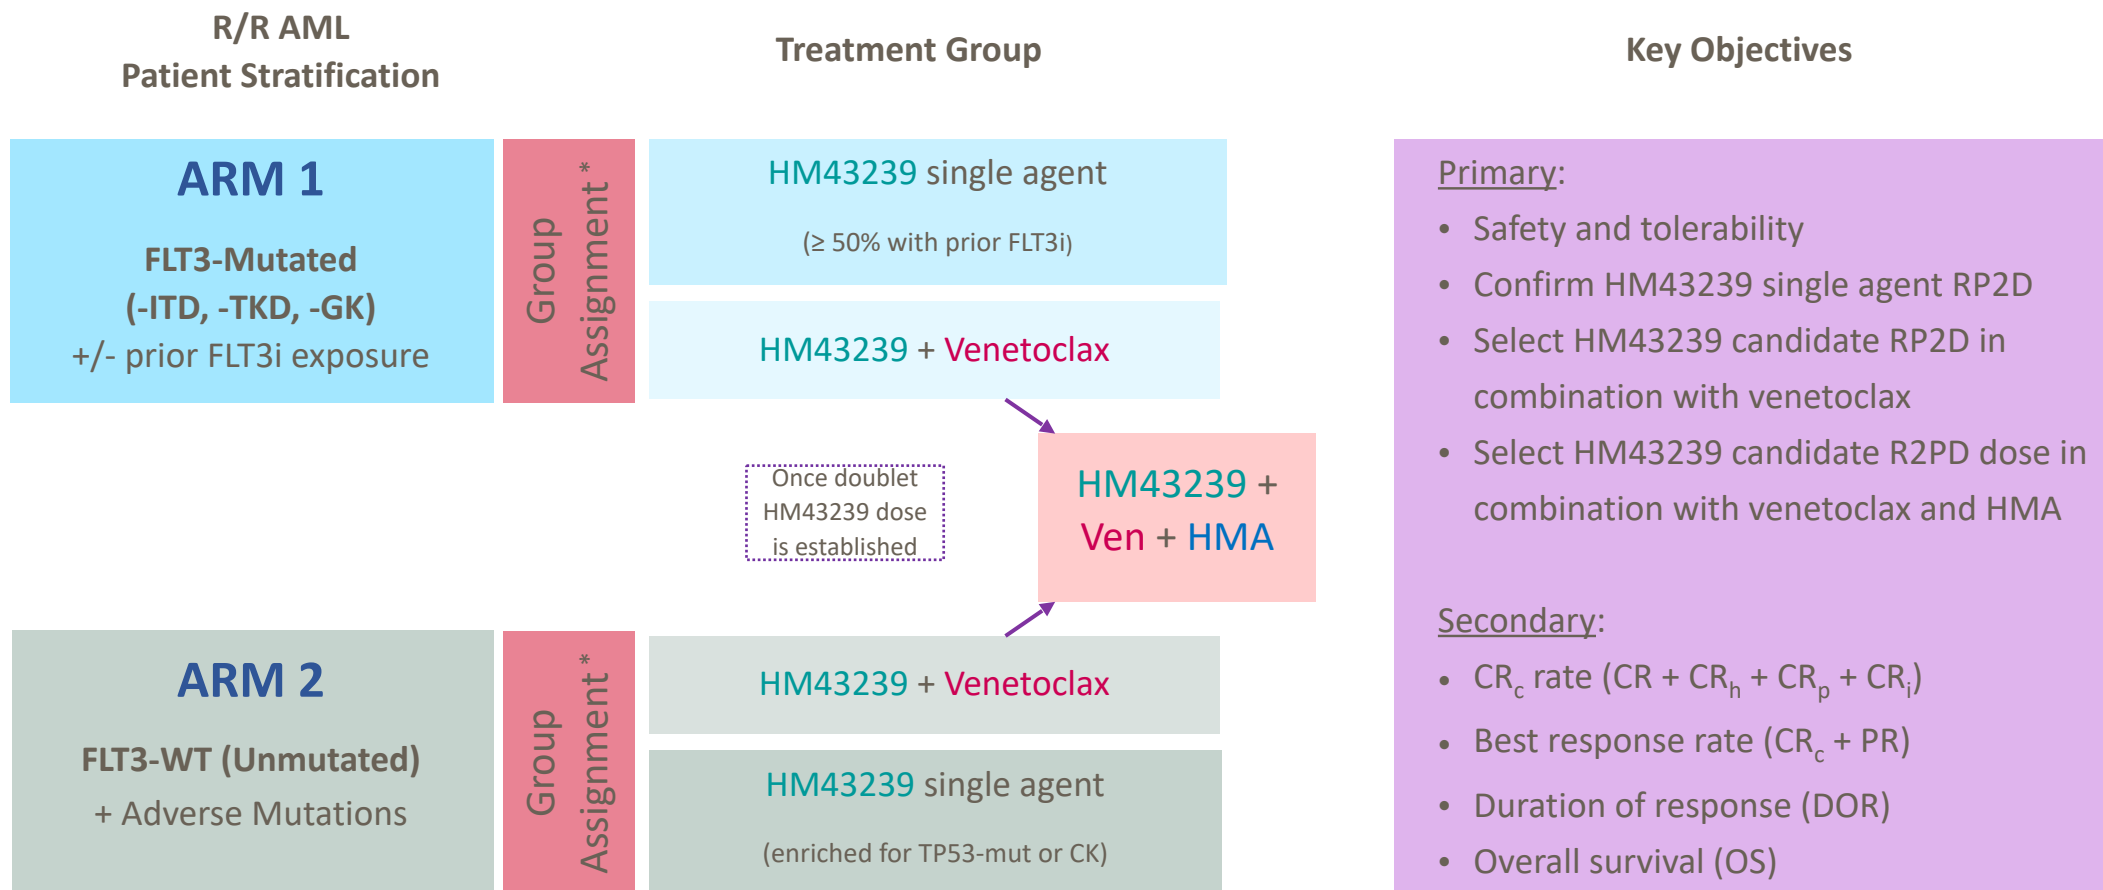 R/R AML
Patient Stratification
Treatment Group
Key Objectives
ARM 1
FLT3-Mutated
(-ITD, -TKD, -GK)
+/- prior FLT3i exposure
Group
Assignment*
HM43239 single agent
(≥ 50% with prior FLT3i)
HM43239 + Venetoclax
Once doublet
HM43239 dose
is established
HM43239 +
Ven + HMA
ARM 2
FLT3-WT (Unmutated)
+ Adverse Mutations
Group
Assignment*
HM43239 + Venetoclax
HM43239 single agent
(enriched for TP53-mut or CK)
Primary:
• Safety and tolerability
• Confirm HM43239 single agent RP2D
• Select HM43239 candidate RP2D in
combination with venetoclax
• Select HM43239 candidate R2PD dose in
combination with venetoclax and HMA
Secondary:
• CRc rate (CR + CRh + CRp + CRi)
• Best response rate (CRc + PR)
• Duration of response (DOR)
• Overall survival (OS)